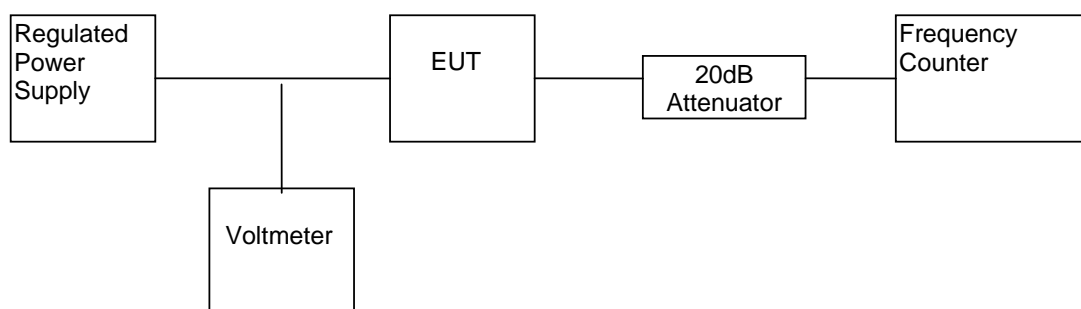 Regulated
Power
Supply
EUT
20dB
Attenuator
Frequency
Counter
Voltmeter